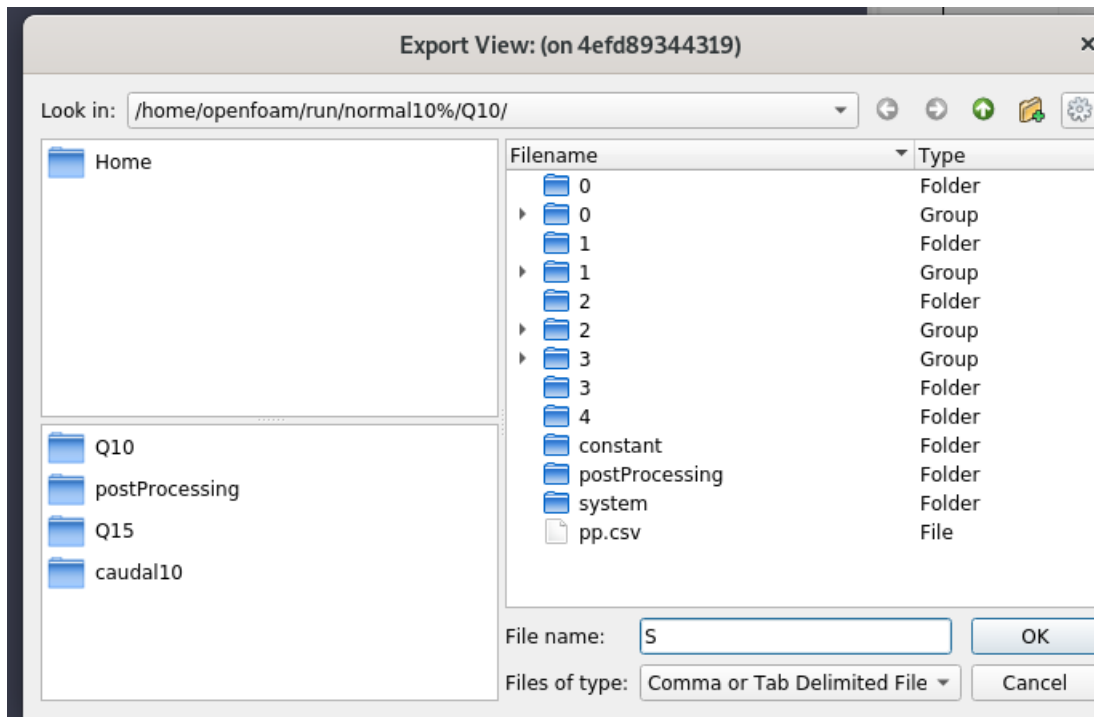 Export View: (on 4efd89344319)
Look in: /home/openfoam/run/normal10%/Q10/
Home
Q10
postProcessing
Q15
caudal10
Filename Type
0 Folder
0 Group
1 Folder
1 Group
2 Folder
2 Group
3 Group
3 Folder
4 Folder
constant Folder
postProcessing Folder
system Folder
pp.csv File
File name: S OK
Files of type: Comma or Tab Delimited File Cancel